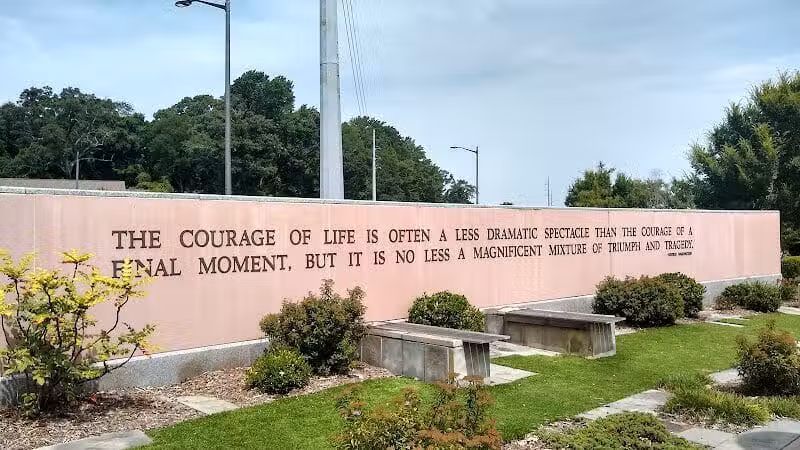 THE COURAGE OF LIFE IS OFTEN A LESS DRAMATIC SPECTACLE THAN THE COURAGE OF A
FINAL MOMENT, BUT IT IS NO LESS A MAGNIFICENT MIXTURE OF TRIUMPH AND TRAGEDY.